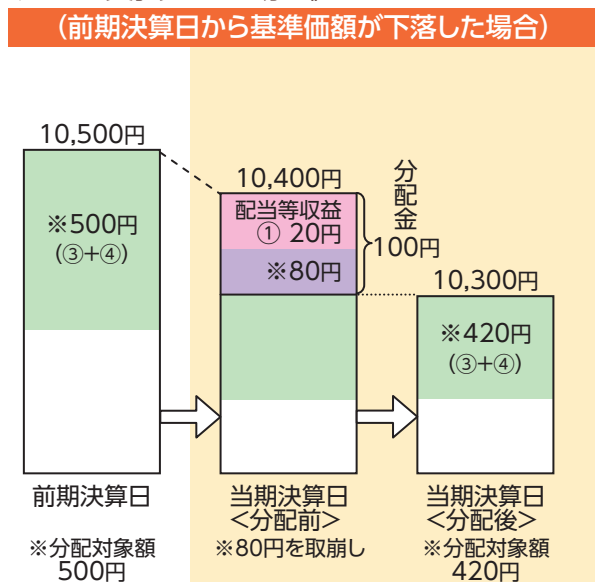 （前期決算日から基準価額が下落した場合）
10,500円
※500円
(③+④)
10,400円
配当等収益
① 20円
※80円
分配金
100円
10,300円
※420円
(③+④)
前期決算日
※分配対象額
500円
当期決算日
<分配前>
※80円を取崩し
当期決算日
<分配後>
※分配対象額
420円